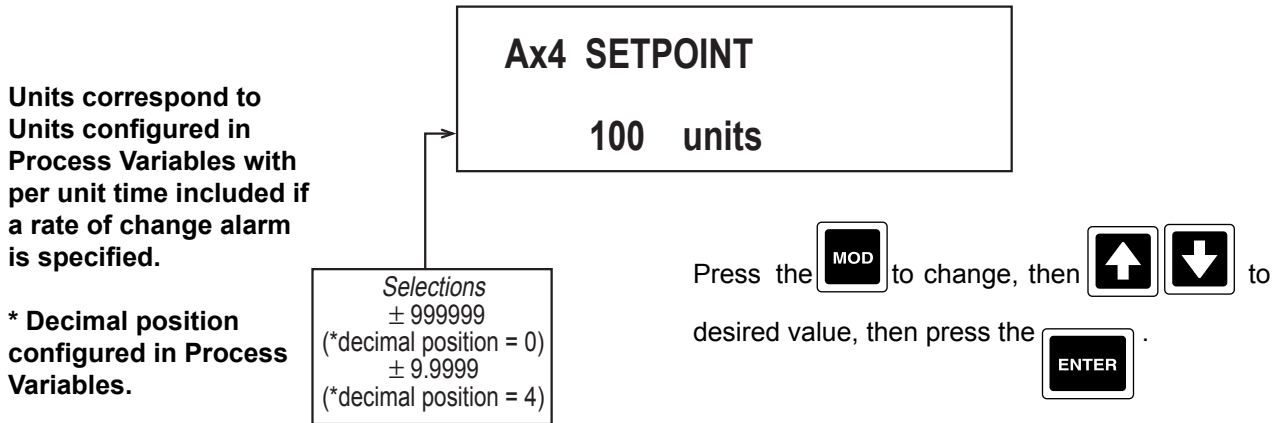 Ax4 SETPOINT
100 units
Units correspond to
Units configured in
Process Variables with
per unit time included if
a rate of change alarm
is specified.
* Decimal position
configured in Process
Variables.
Selections
± 999999
(*decimal position = 0)
± 9.9999
(*decimal position = 4)
Press the MOD to change, then to
desired value, then press the ENTER .